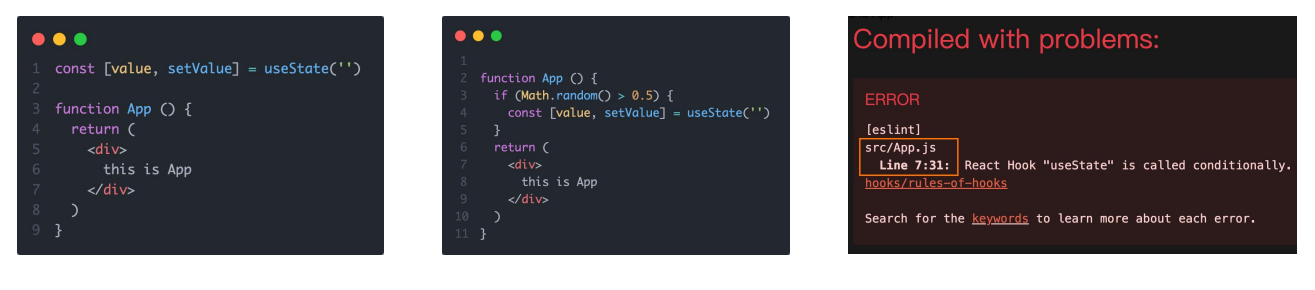 1 const [value, setValue] = useState('')
2
3 function App () {
4   return (
5     <div>
6       this is App
7     </div>
8   )
9 }
1
2 function App () {
3   if (Math.random() > 0.5) {
4     const [value, setValue] = useState('')
5   }
6   return (
7     <div>
8       this is App
9     </div>
10   )
11 }
Compiled with problems:
ERROR
[eslint]
src/App.js
  Line 7:31:  React Hook "useState" is called conditionally.
hooks/rules-of-hooks
Search for the keywords to learn more about each error.